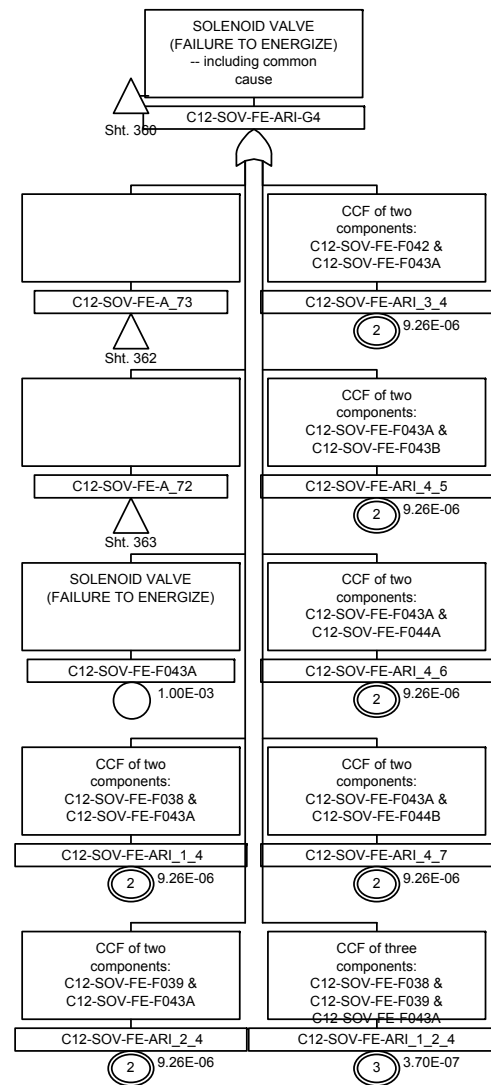 SOLENOID VALVE
(FAILURE TO ENERGIZE)
-- including common
cause
C12-SOV-FE-ARI-G4
Sht. 360
C12-SOV-FE-A_73
Sht. 362
CCF of two
components:
C12-SOV-FE-F042 &
C12-SOV-FE-F043A
C12-SOV-FE-ARI_3_4
2
9.26E-06
C12-SOV-FE-A_72
Sht. 363
CCF of two
components:
C12-SOV-FE-F043A &
C12-SOV-FE-F043B
C12-SOV-FE-ARI_4_5
2
9.26E-06
SOLENOID VALVE
(FAILURE TO ENERGIZE)
C12-SOV-FE-F043A
1.00E-03
CCF of two
components:
C12-SOV-FE-F043A &
C12-SOV-FE-F044A
C12-SOV-FE-ARI_4_6
2
9.26E-06
CCF of two
components:
C12-SOV-FE-F038 &
C12-SOV-FE-F043A
C12-SOV-FE-ARI_1_4
2
9.26E-06
CCF of two
components:
C12-SOV-FE-F043A &
C12-SOV-FE-F044B
C12-SOV-FE-ARI_4_7
2
9.26E-06
CCF of two
components:
C12-SOV-FE-F039 &
C12-SOV-FE-F043A
C12-SOV-FE-ARI_2_4
2
9.26E-06
CCF of three
components:
C12-SOV-FE-F038 &
C12-SOV-FE-F039 &
C12-SOV-FE-F043A
C12-SOV-FE-ARI_1_2_4
3
3.70E-07